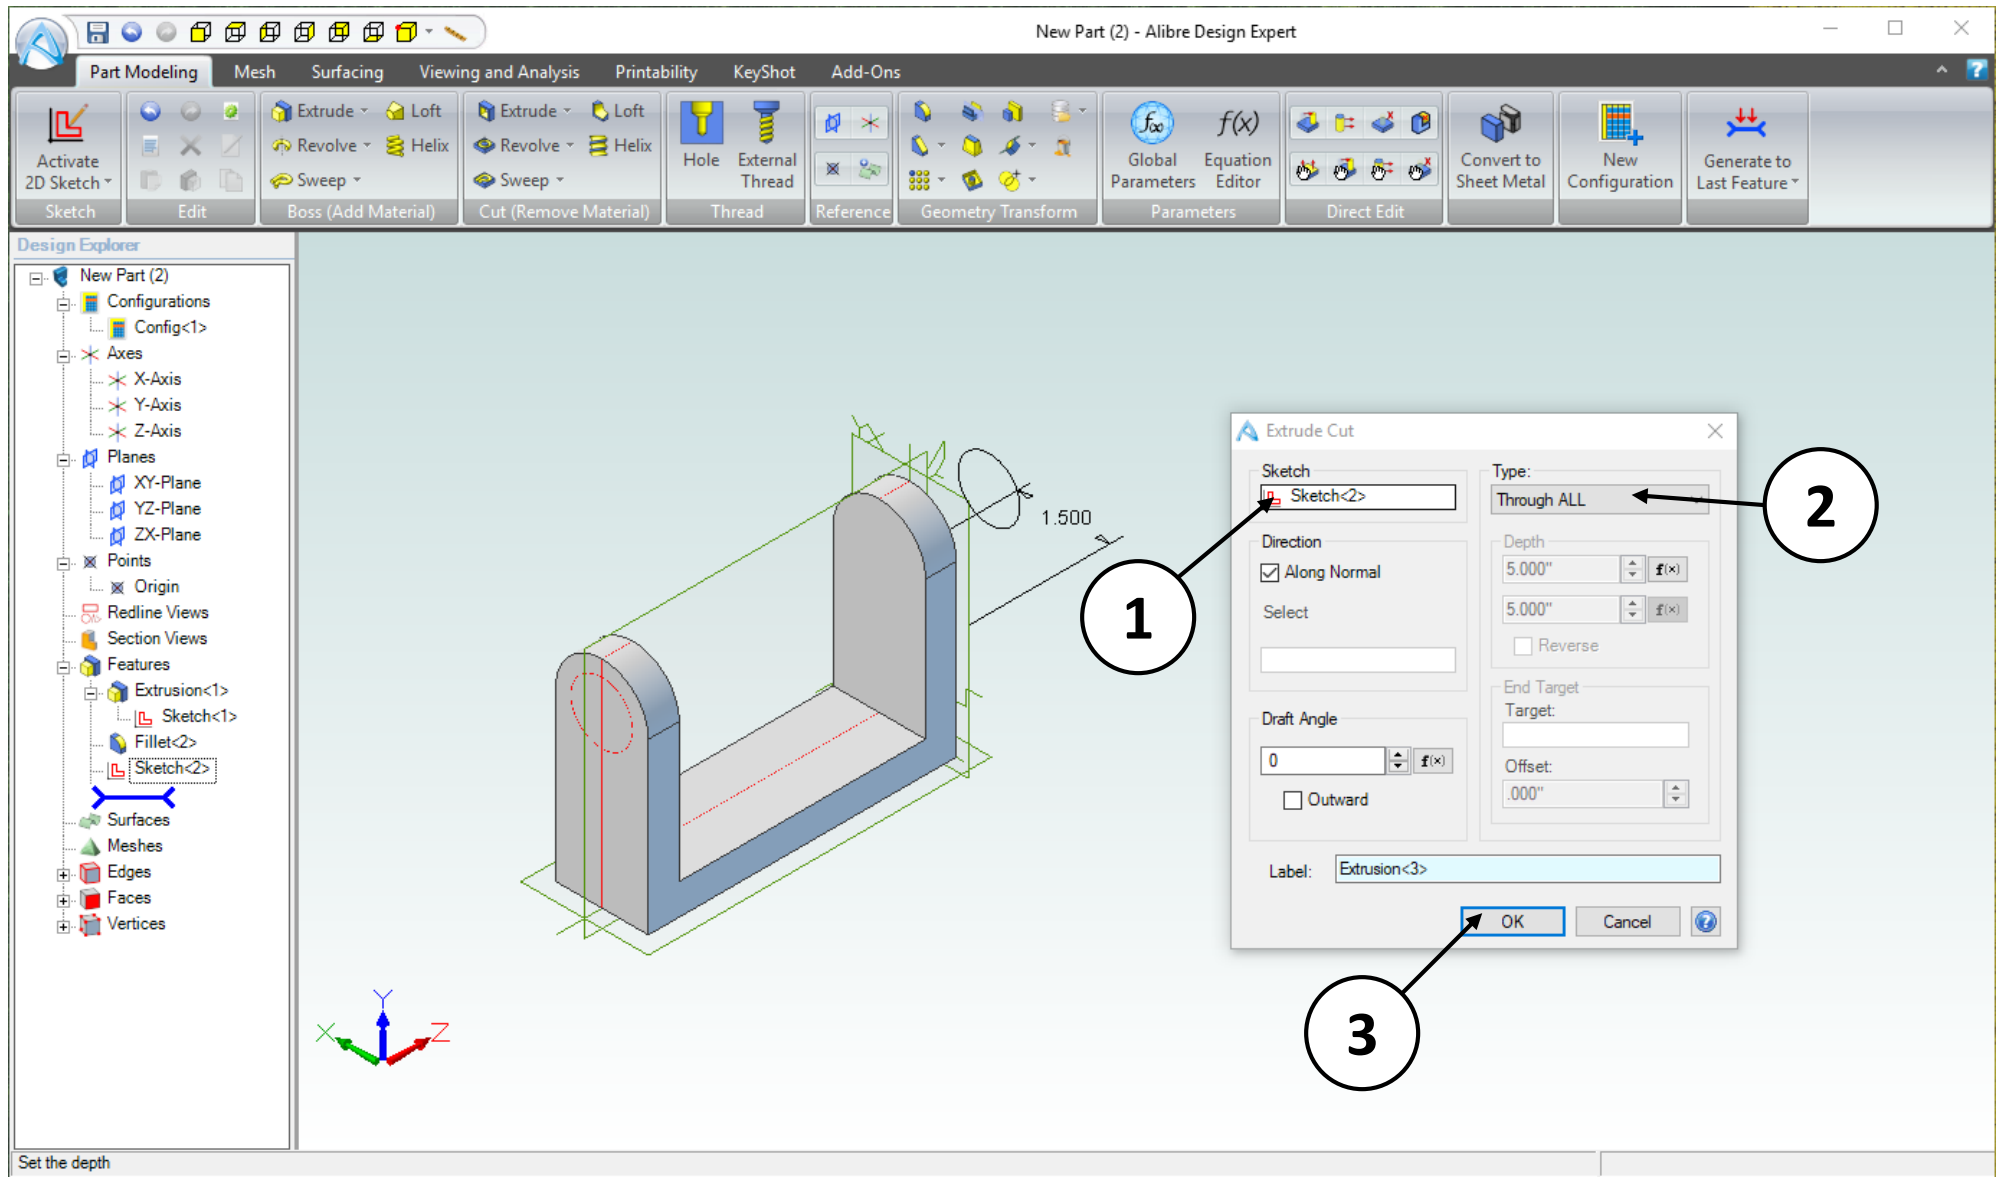 New Part (2) - Alibre Design Expert
Part Modeling Mesh Surfacing Viewing and Analysis Printability KeyShot Add-Ons
Activate
2D Sketch
Sketch
Edit
Extrude Loft
Revolve Helix
Sweep
Boss (Add Material)
Extrude Loft
Revolve Helix
Sweep
Cut (Remove Material)
Hole
External
Thread
Thread
Reference
Geometry Transform
f∞
Global
Parameters
f(x)
Equation
Editor
Parameters
Direct Edit
Convert to
Sheet Metal
New
Configuration
Generate to
Last Feature
Design Explorer
New Part (2)
Configurations
Config<1>
Axes
X-Axis
Y-Axis
Z-Axis
Planes
XY-Plane
YZ-Plane
ZX-Plane
Points
Origin
Redline Views
Section Views
Features
Extrusion<1>
Sketch<1>
Fillet<2>
Sketch<2>
Surfaces
Meshes
Edges
Faces
Vertices
1.500
X Y Z
Extrude Cut
Sketch
Sketch<2>
Direction
Along Normal
Select
Draft Angle
0 f(x)
Outward
Type:
Through ALL
Depth
5.000" f(x)
5.000" f(x)
Reverse
End Target
Target:
Offset:
.000"
Label: Extrusion<3>
OK Cancel ?
1
2
3
Set the depth